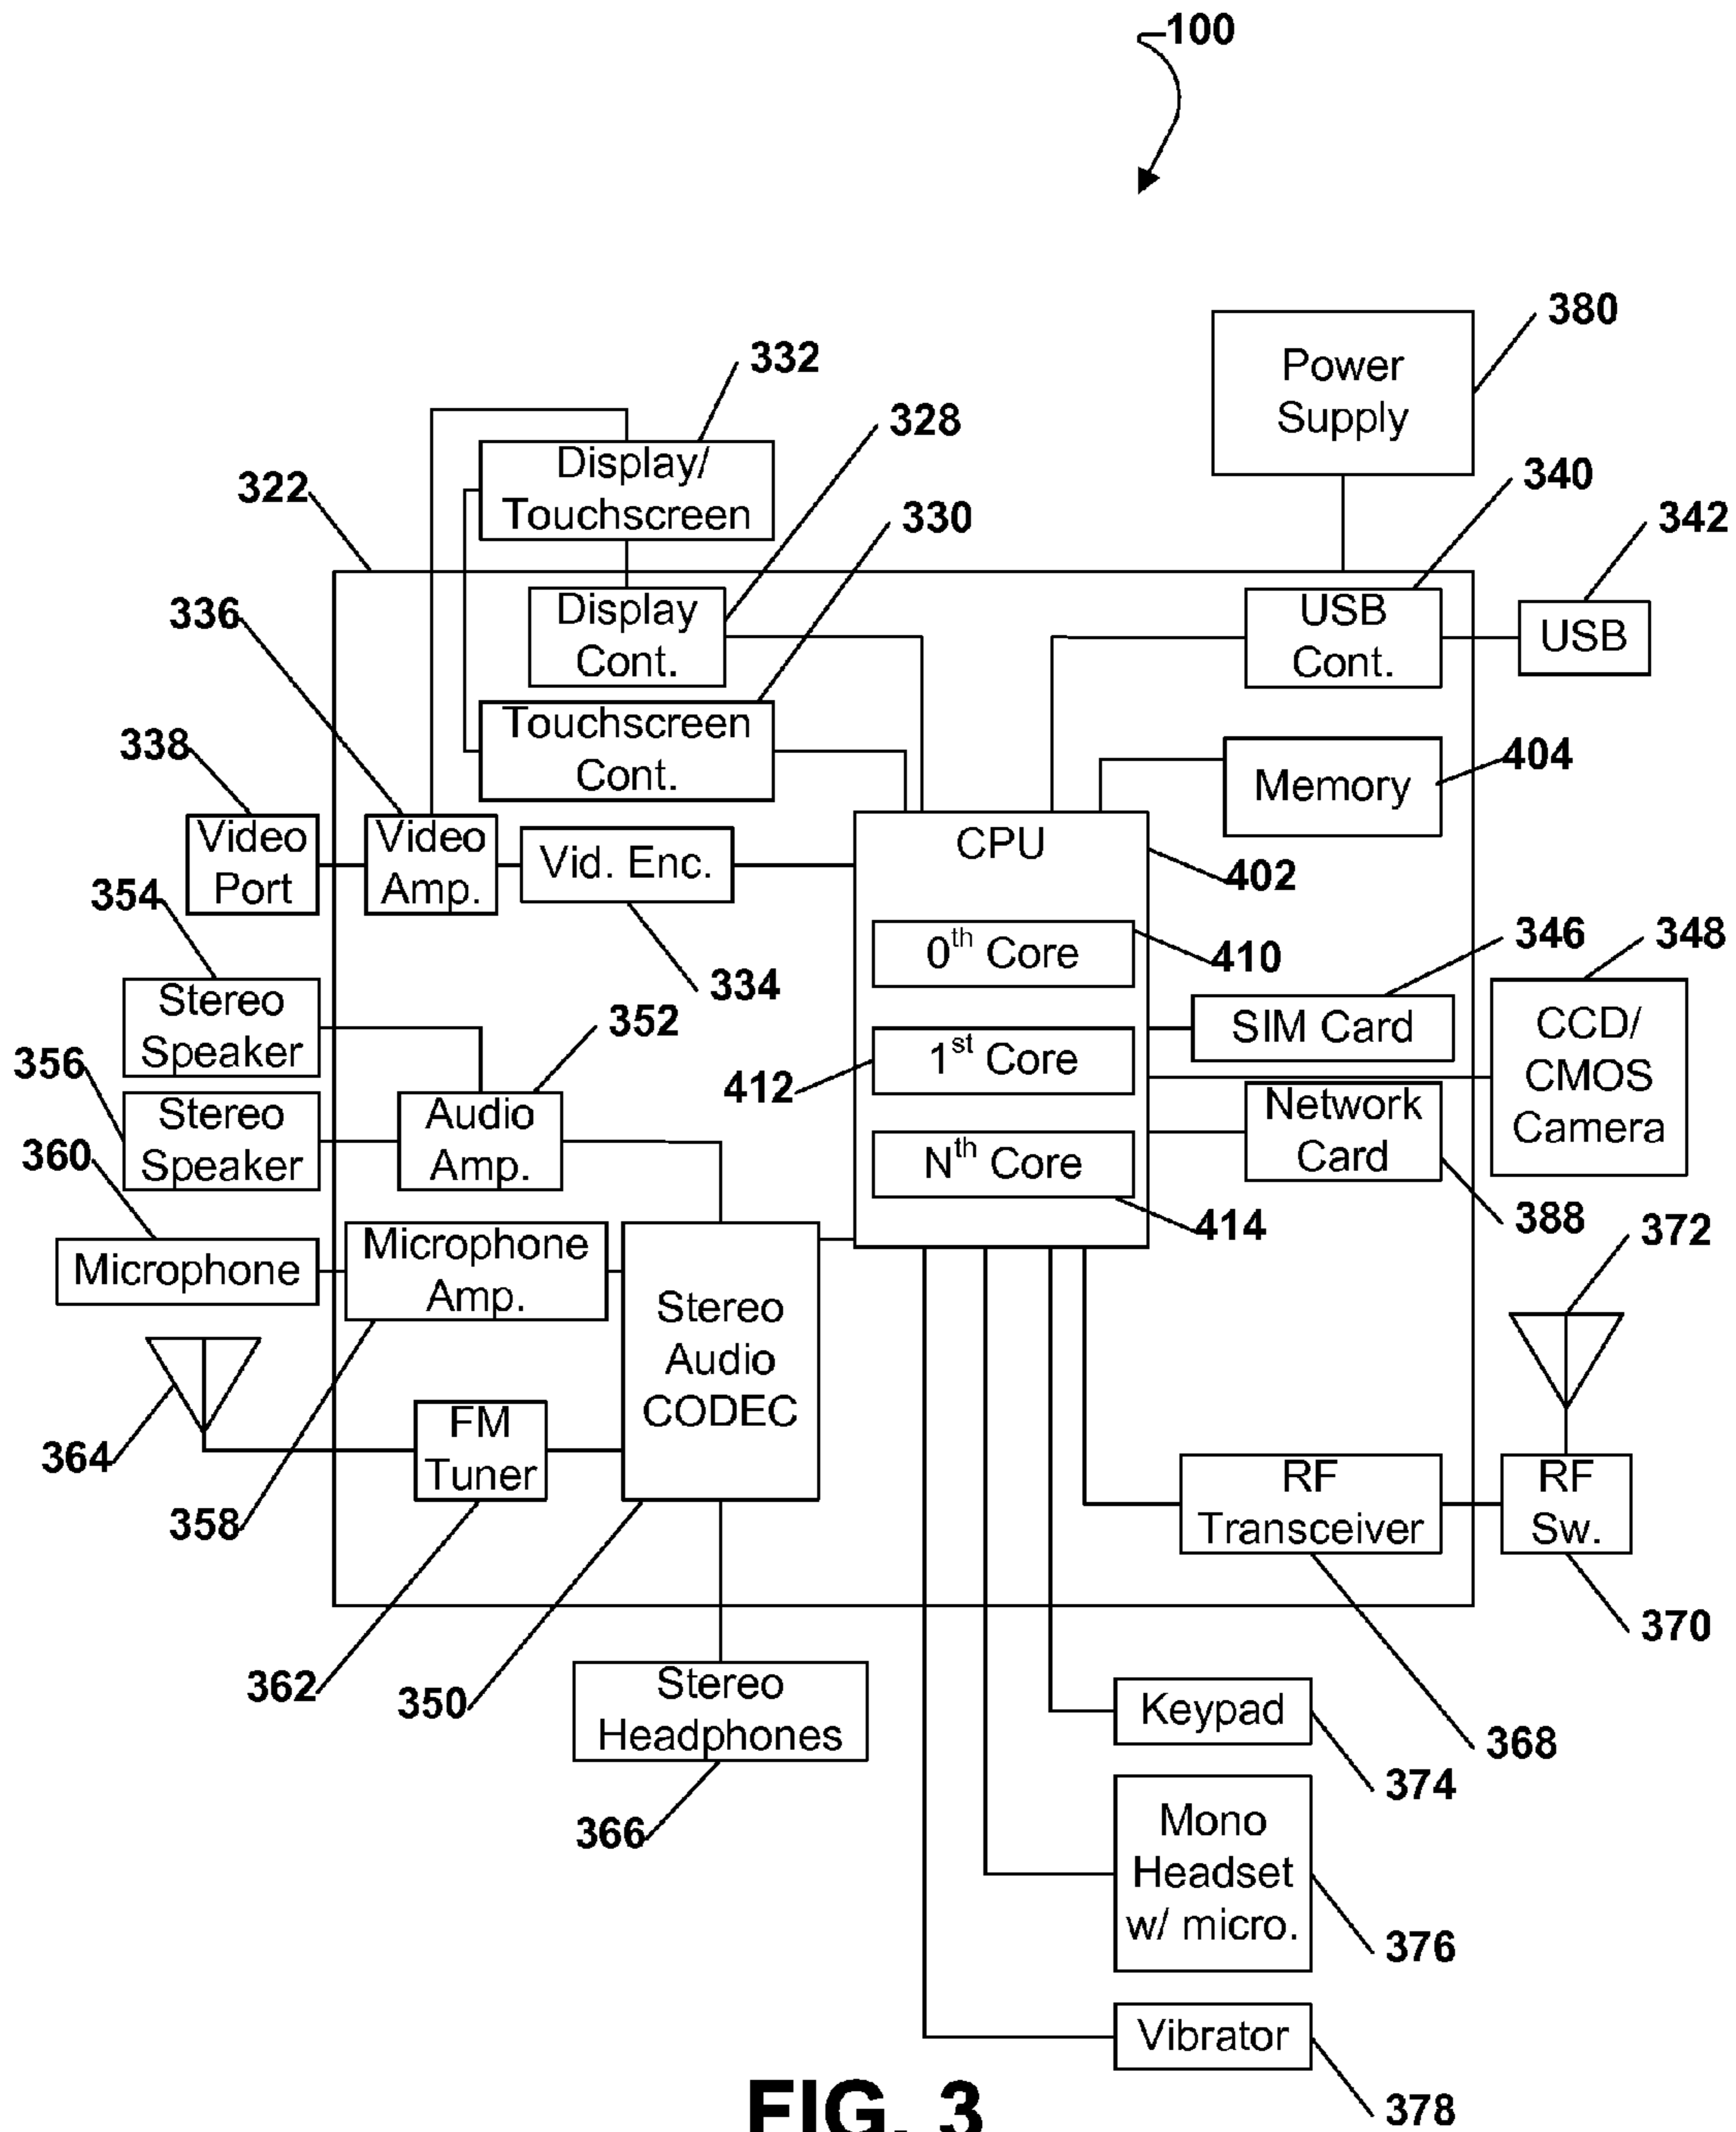 100
380
Power
Supply
332
328
Display/
Touchscreen
322
340
330
342
336
Display
Cont.
USB
Cont.
USB
338
Touchscreen
Cont.
404
Memory
Video
Port
Video
Amp.
Vid. Enc.
CPU
402
354
0th Core
410
346
348
334
352
Stereo
Speaker
SIM Card
CCD/
CMOS
Camera
356
1st Core
412
Stereo
Speaker
Audio
Amp.
Network
Card
360
Nth Core
414
388
372
Microphone
Microphone
Amp.
Stereo
Audio
CODEC
364
FM
Tuner
RF
Transceiver
RF
Sw.
358
370
362
350
Stereo
Headphones
Keypad
368
374
366
Mono
Headset
w/ micro.
376
Vibrator
378
FIG. 3